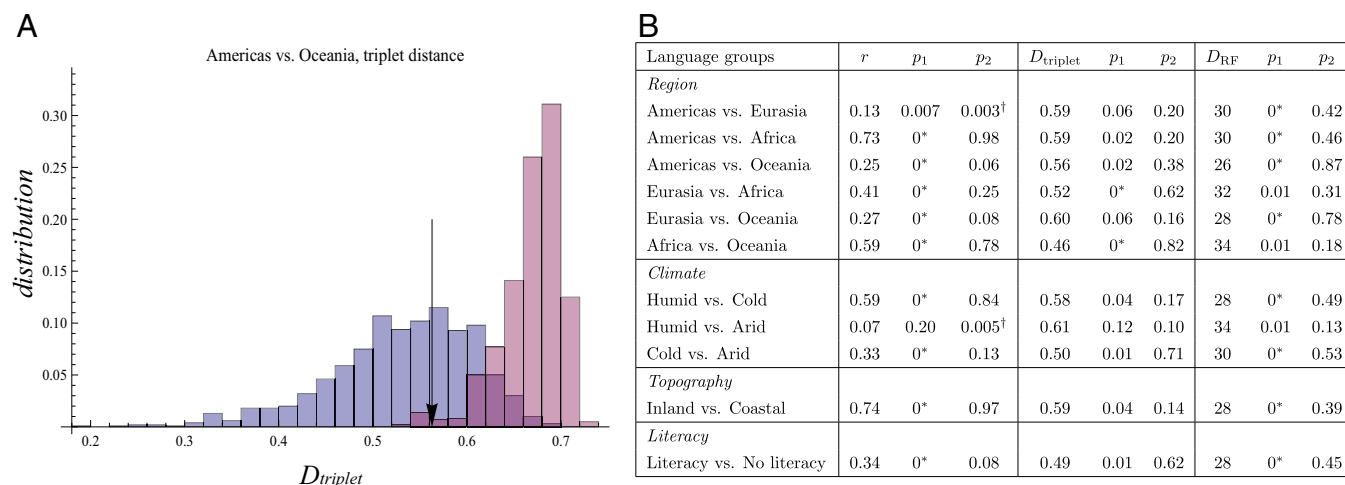 A
Americas vs. Oceania, triplet distance
distribution
0.30
0.25
0.20
0.15
0.10
0.05
0.2 0.3 0.4 0.5 0.6 0.7
Dtriplet
B
Language groups r p₁ p₂ Dtriplet p₁ p₂ DRF p₁ p₂
Region
Americas vs. Eurasia 0.13 0.007 0.003† 0.59 0.06 0.20 30 0* 0.42
Americas vs. Africa 0.73 0* 0.98 0.59 0.02 0.20 30 0* 0.46
Americas vs. Oceania 0.25 0* 0.06 0.56 0.02 0.38 26 0* 0.87
Eurasia vs. Africa 0.41 0* 0.25 0.52 0* 0.62 32 0.01 0.31
Eurasia vs. Oceania 0.27 0* 0.08 0.60 0.06 0.16 28 0* 0.78
Africa vs. Oceania 0.59 0* 0.78 0.46 0* 0.82 34 0.01 0.18
Climate
Humid vs. Cold 0.59 0* 0.84 0.58 0.04 0.17 28 0* 0.49
Humid vs. Arid 0.07 0.20 0.005† 0.61 0.12 0.10 34 0.01 0.13
Cold vs. Arid 0.33 0* 0.13 0.50 0.01 0.71 30 0* 0.53
Topography
Inland vs. Coastal 0.74 0* 0.97 0.59 0.04 0.14 28 0* 0.39
Literacy
Literacy vs. No literacy 0.34 0* 0.08 0.49 0.01 0.62 28 0* 0.45